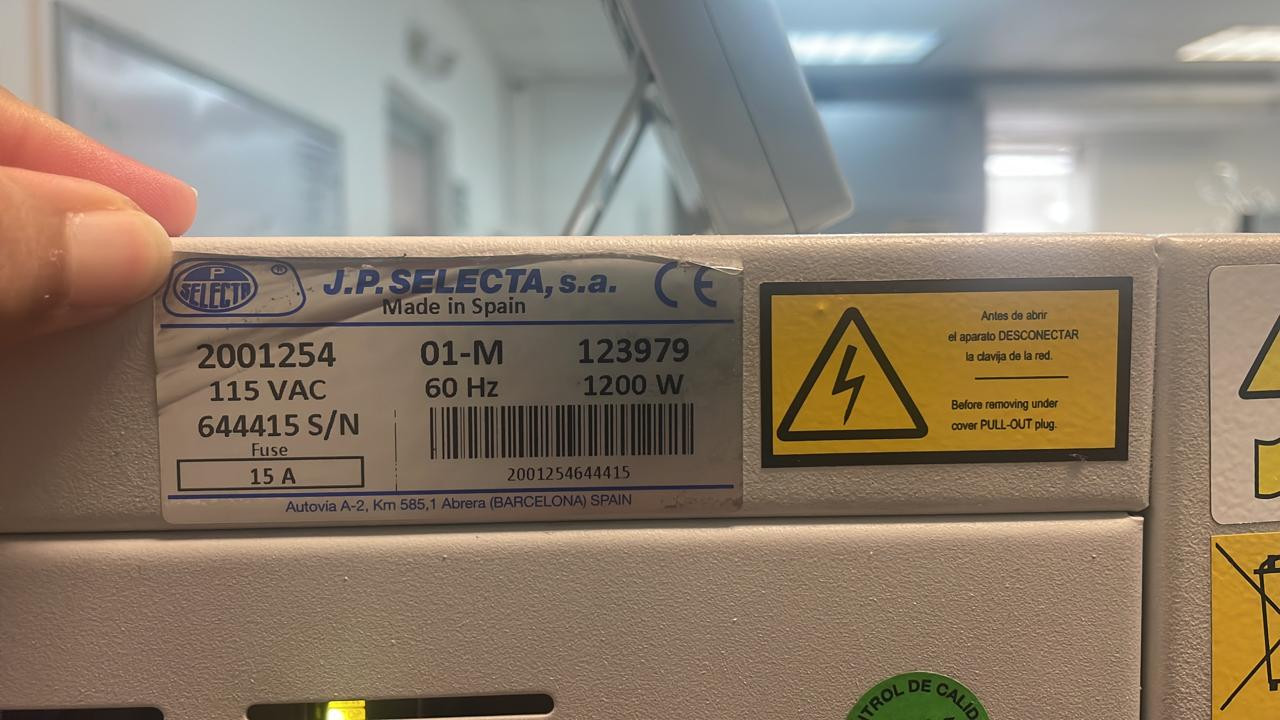 P
SELECTA
®
J.P. SELECTA, s.a.
CE
Made in Spain
2001254 01-M 123979
115 VAC 60 Hz 1200 W
644415 S/N
Fuse
15 A
2001254644415
Autovia A-2, Km 585,1 Abrera (BARCELONA) SPAIN
Antes de abrir
el aparato DESCONECTAR
la clavija de la red.
Before removing under
cover PULL-OUT plug.
DE